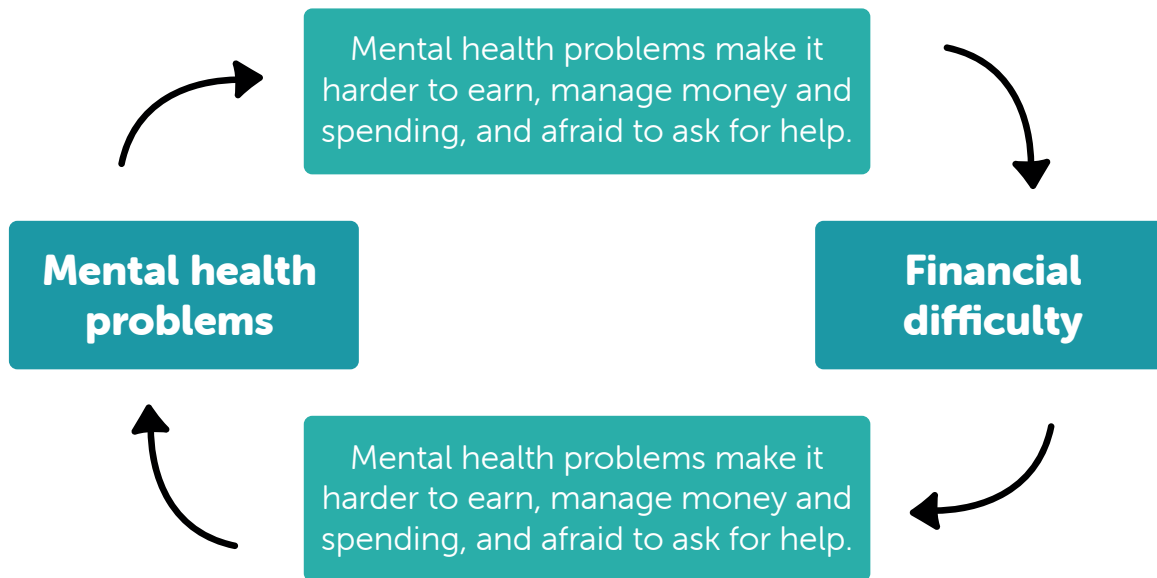 Mental health problems make it
harder to earn, manage money and
spending, and afraid to ask for help.
Mental health
problems
Financial
difficulty
Mental health problems make it
harder to earn, manage money and
spending, and afraid to ask for help.